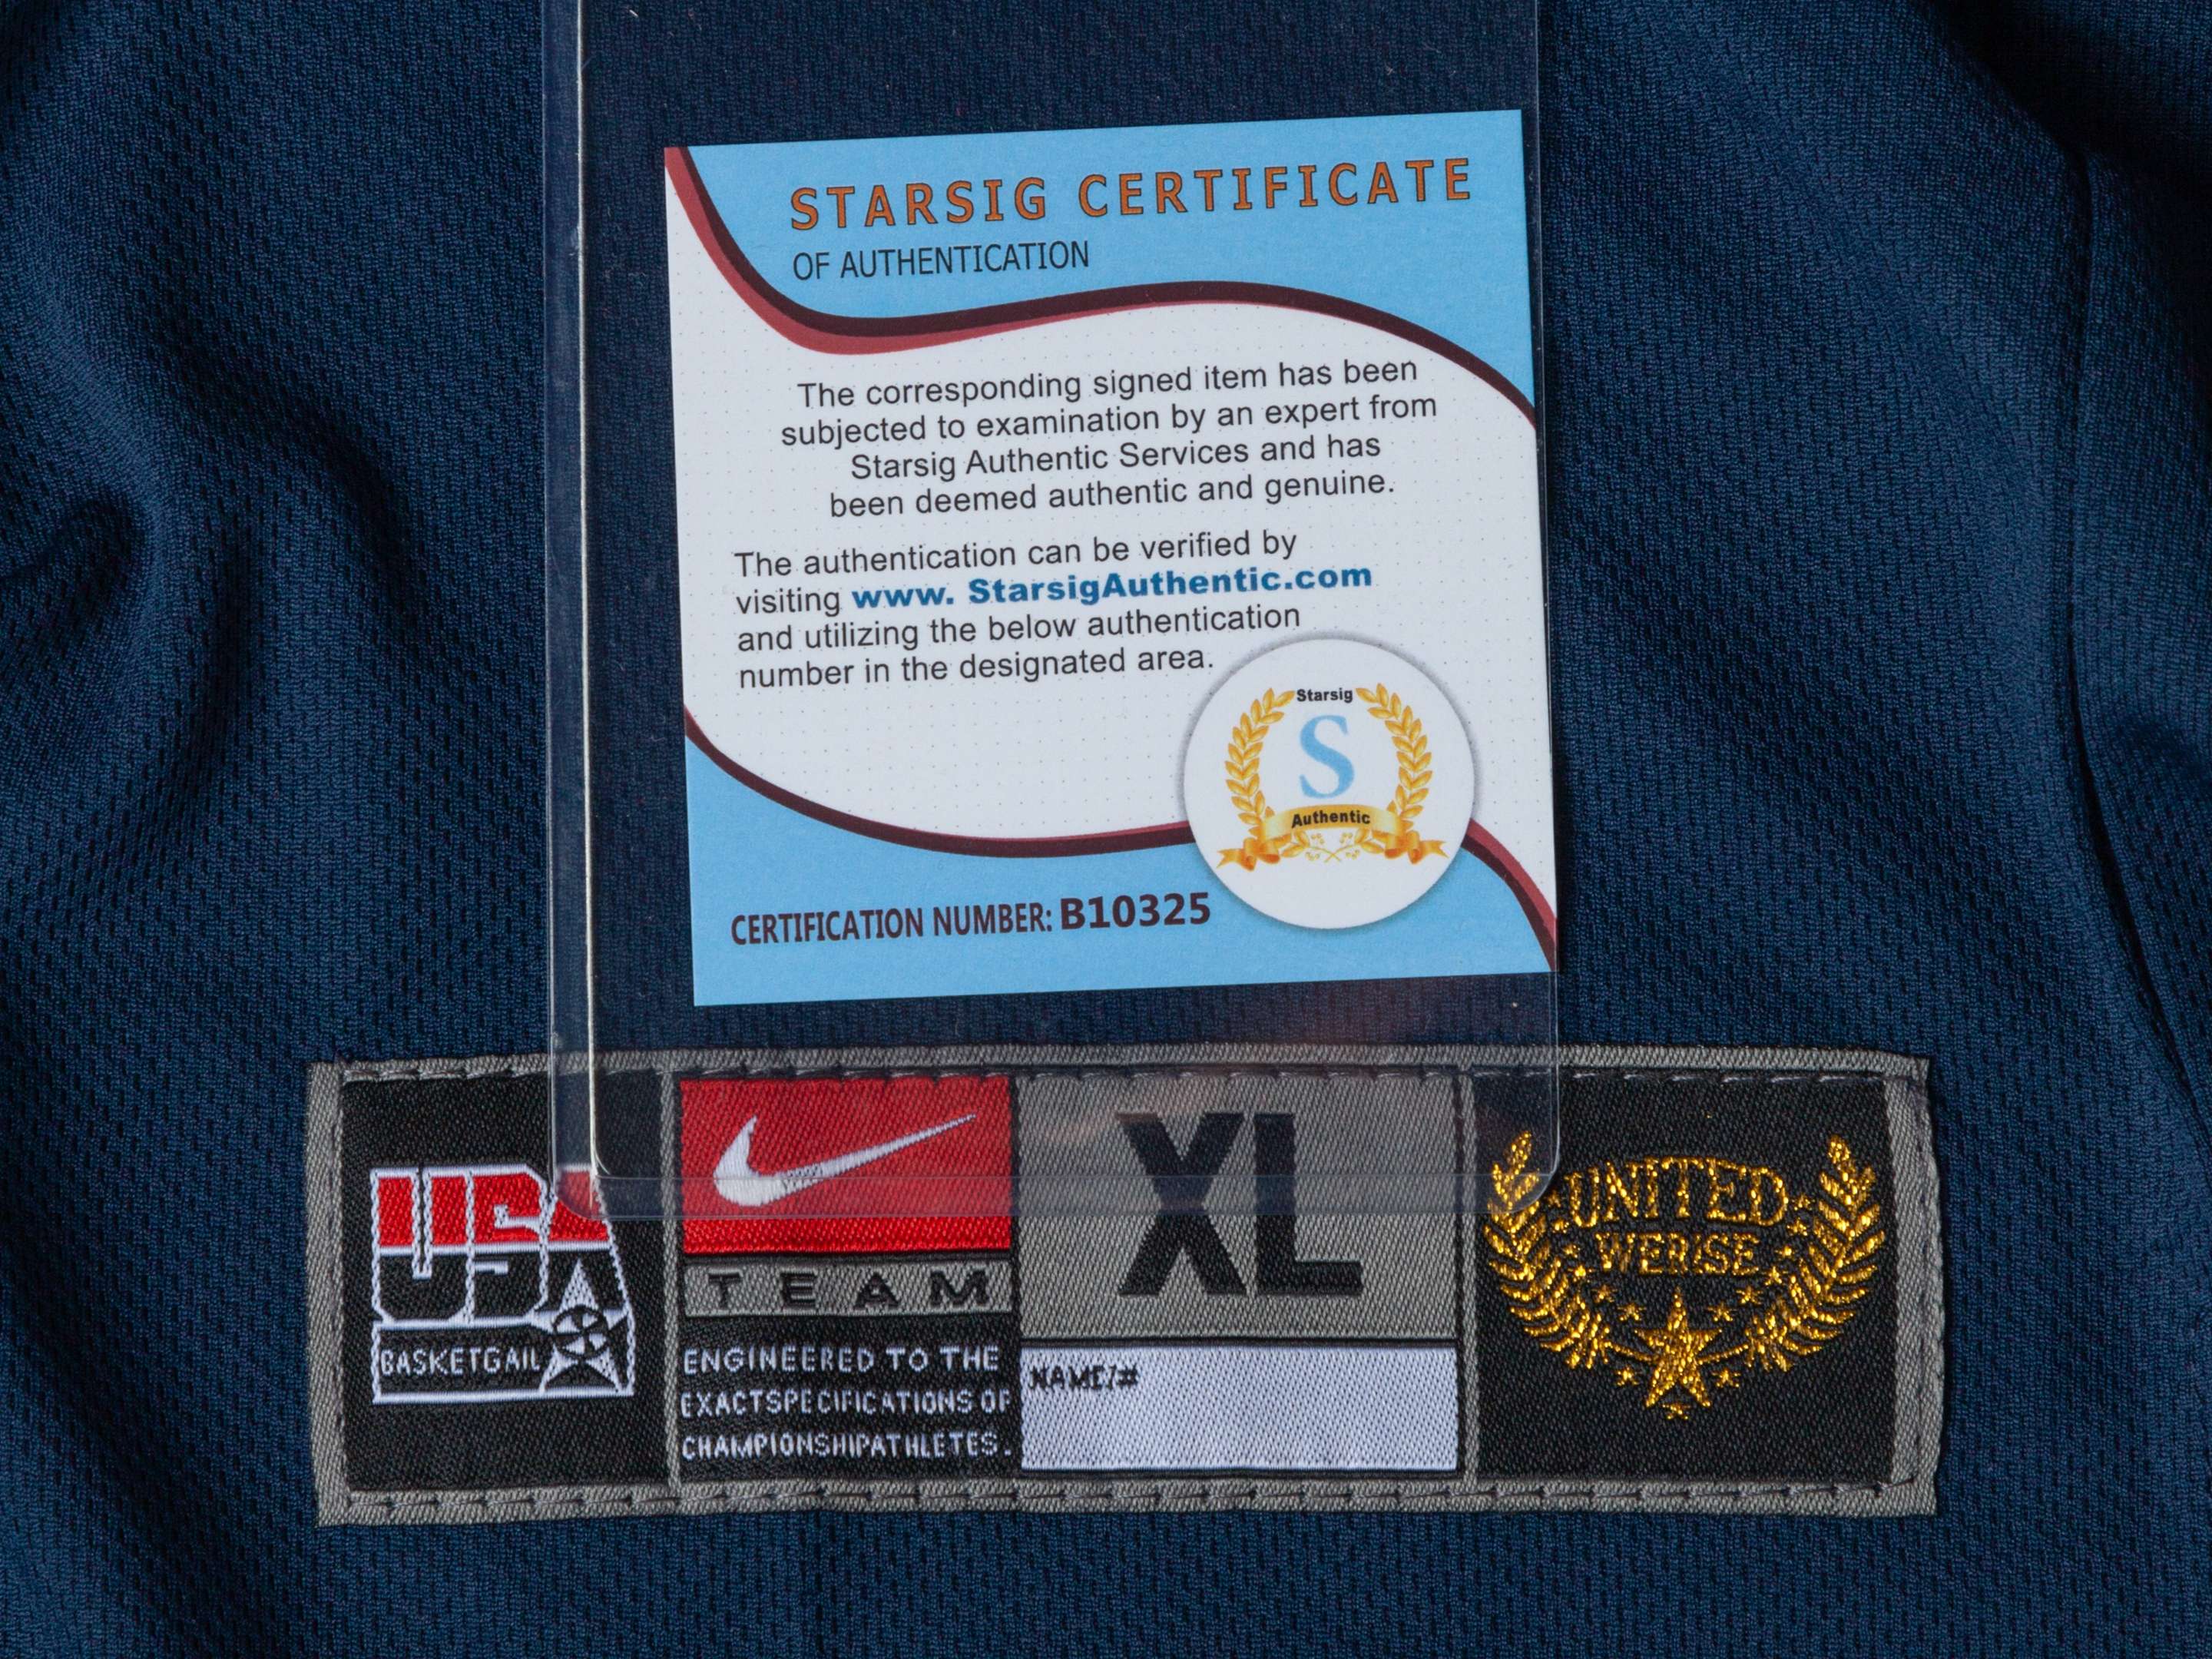 STARSIG CERTIFICATE
OF AUTHENTICATION
The corresponding signed item has been
subjected to examination by an expert from
Starsig Authentic Services and has
been deemed authentic and genuine.
The authentication can be verified by
visiting www. StarsigAuthentic.com
and utilizing the below authentication
number in the designated area.
Starsig
S
Authentic
CERTIFICATION NUMBER: B10325
USA
BASKETGAIL
TEAM
ENGINEERED TO THE
EXACTSPECIFICATIONS OF
CHAMPIONSHIPATHLETES.
XL
NAME/#
UNITED
WERISE